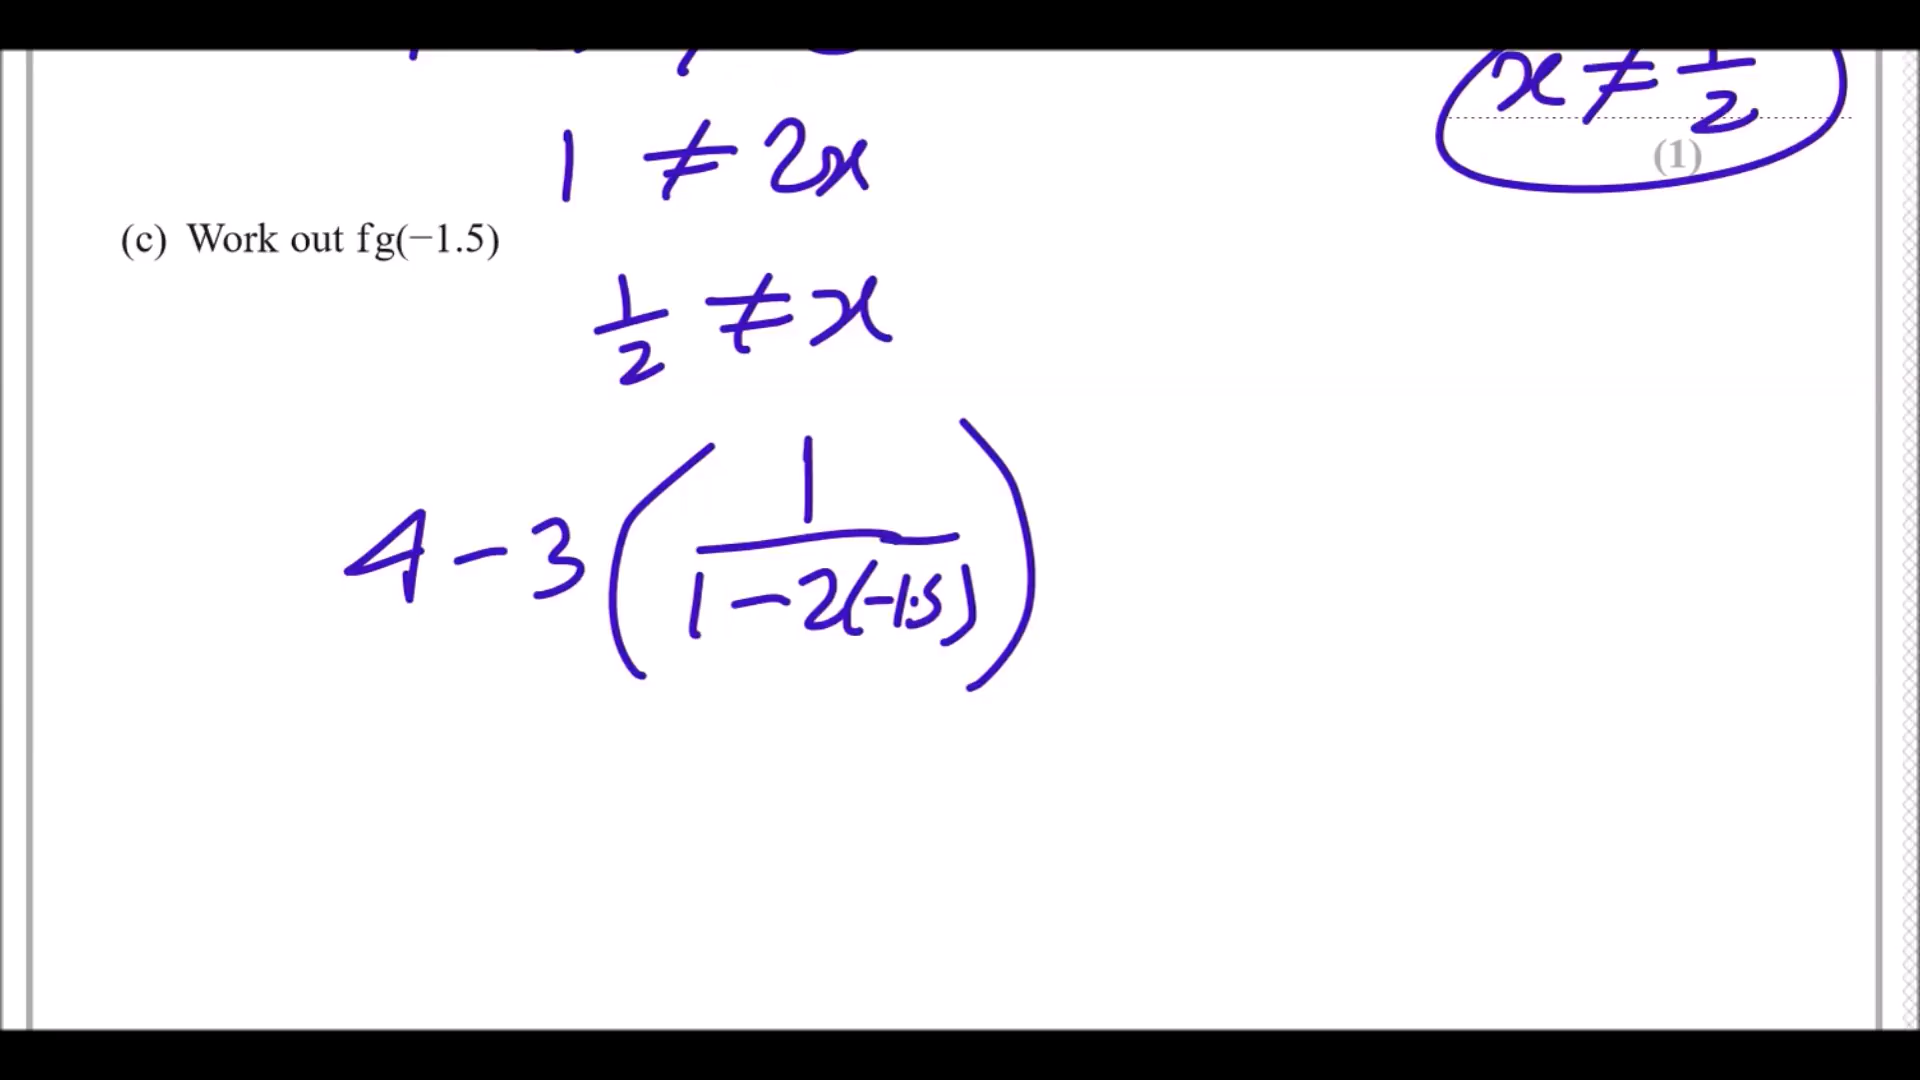 x ≠ 1/2
(1)
1 ≠ 2x
(c) Work out fg(−1.5)
1/2 ≠ x
4 − 3(1/(1 − 2(−1.5)))